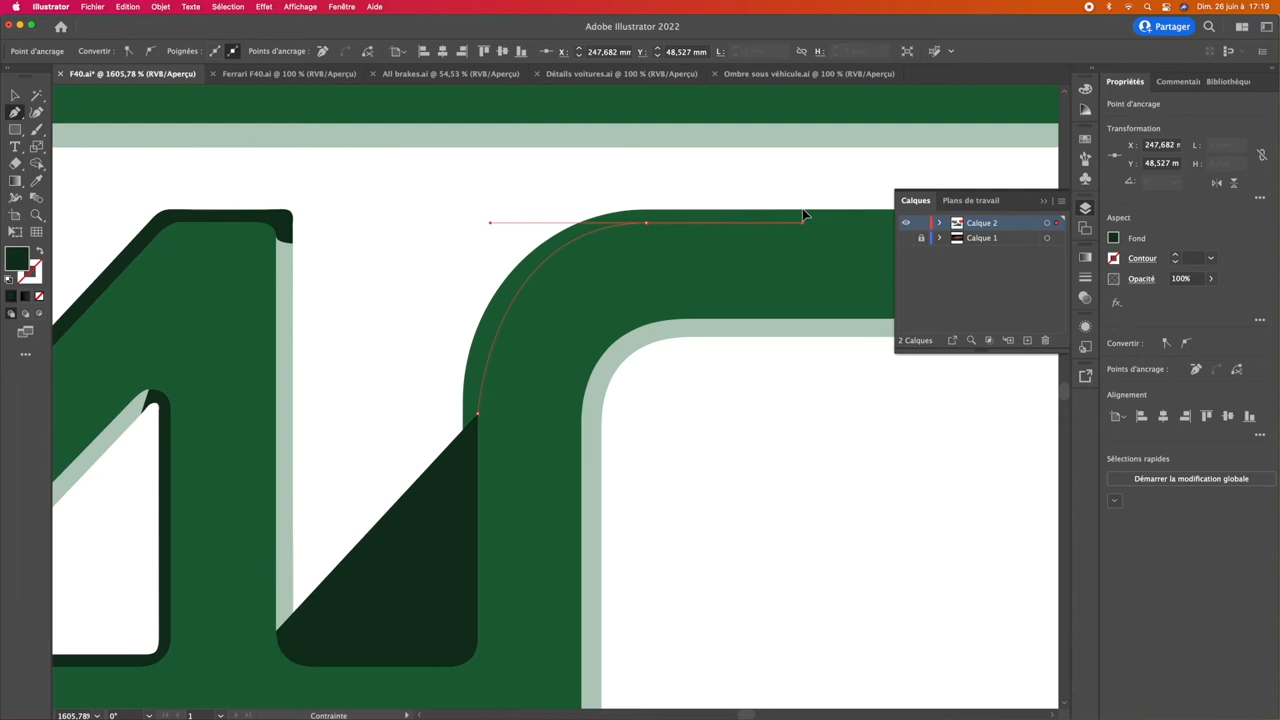 Illustrator Fichier Edition Objet Texte Sélection Effet Affichage Fenêtre Aide Dim. 26 juin à 17:19
Adobe Illustrator 2022 Partager
Point d'ancrage Convertir : Poignées : Points d'ancrage : X : 247,682 mm Y : 48,527 mm L : H :
× F40.ai* @ 1605,78 % (RVB/Aperçu) × Ferrari F40.ai @ 100 % (RVB/Aperçu) × All brakes.ai @ 54,53 % (RVB/Aperçu) × Détails voitures.ai @ 100 % (RVB/Aperçu) × Ombre sous véhicule.ai @ 100 % (RVB/Aperçu)
Propriétés Commentai Bibliothèqu
Point d'ancrage
Transformation
X : 247,682 m L :
Y : 48,527 m H :
Calques Plans de travail
Calque 2
Calque 1
2 Calques
Aspect
Fond
Contour
Opacité 100%
fx.
Convertir :
Points d'ancrage :
Alignement
Sélections rapides
Démarrer la modification globale
1605,78% 0° 1 Contrainte